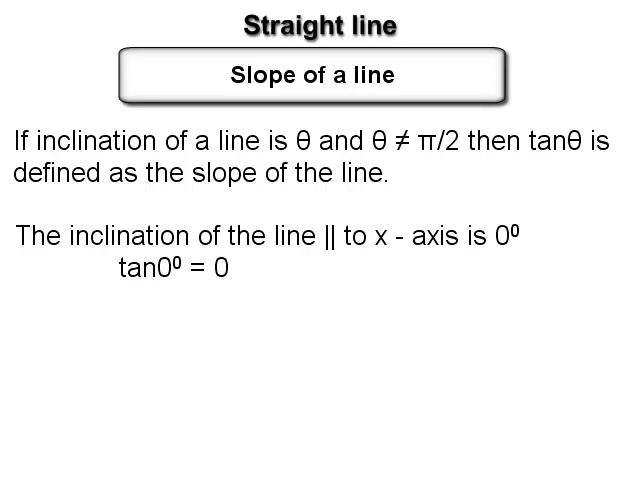 Straight line
Slope of a line
If inclination of a line is θ and θ ≠ π/2 then tanθ is
defined as the slope of the line.
The inclination of the line || to x - axis is 0⁰
tan0⁰ = 0